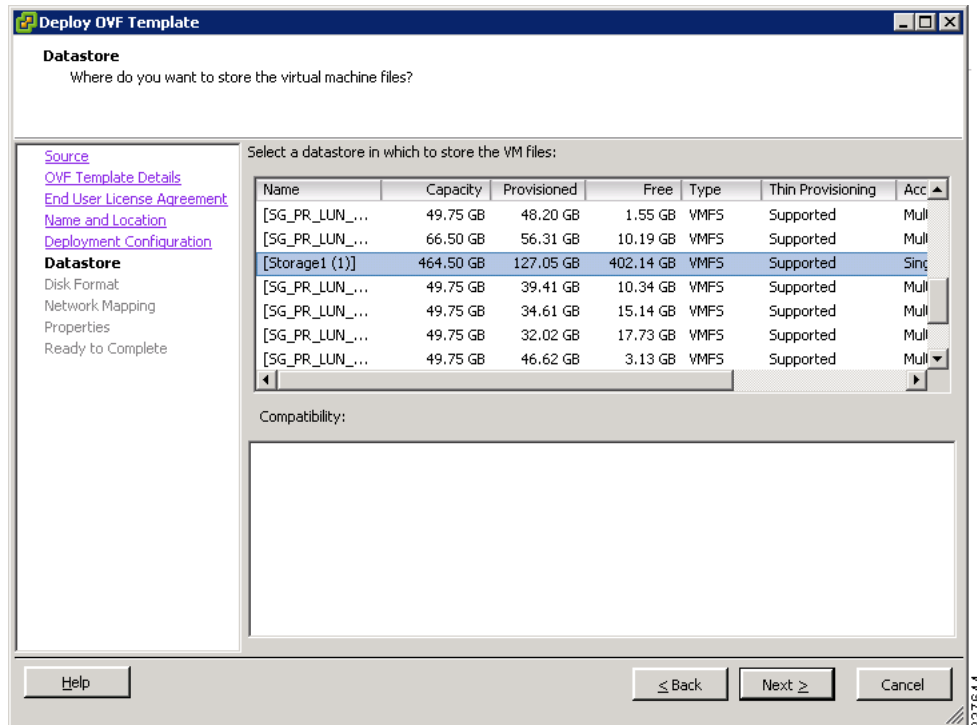 Deploy OVF Template
Datastore
Where do you want to store the virtual machine files?
Source
OVF Template Details
End User License Agreement
Name and Location
Deployment Configuration
Datastore
Disk Format
Network Mapping
Properties
Ready to Complete
Select a datastore in which to store the VM files:
Name Capacity Provisioned Free Type Thin Provisioning Acc
[SG_PR_LUN_... 49.75 GB 48.20 GB 1.55 GB VMFS Supported Mul
[SG_PR_LUN_... 66.50 GB 56.31 GB 10.19 GB VMFS Supported Mul
[Storage1 (1)] 464.50 GB 127.05 GB 402.14 GB VMFS Supported Sing
[SG_PR_LUN_... 49.75 GB 39.41 GB 10.34 GB VMFS Supported Mul
[SG_PR_LUN_... 49.75 GB 34.61 GB 15.14 GB VMFS Supported Mul
[SG_PR_LUN_... 49.75 GB 32.02 GB 17.73 GB VMFS Supported Mul
[SG_PR_LUN_... 49.75 GB 46.62 GB 3.13 GB VMFS Supported Mul
Compatibility:
Help
< Back
Next >
Cancel